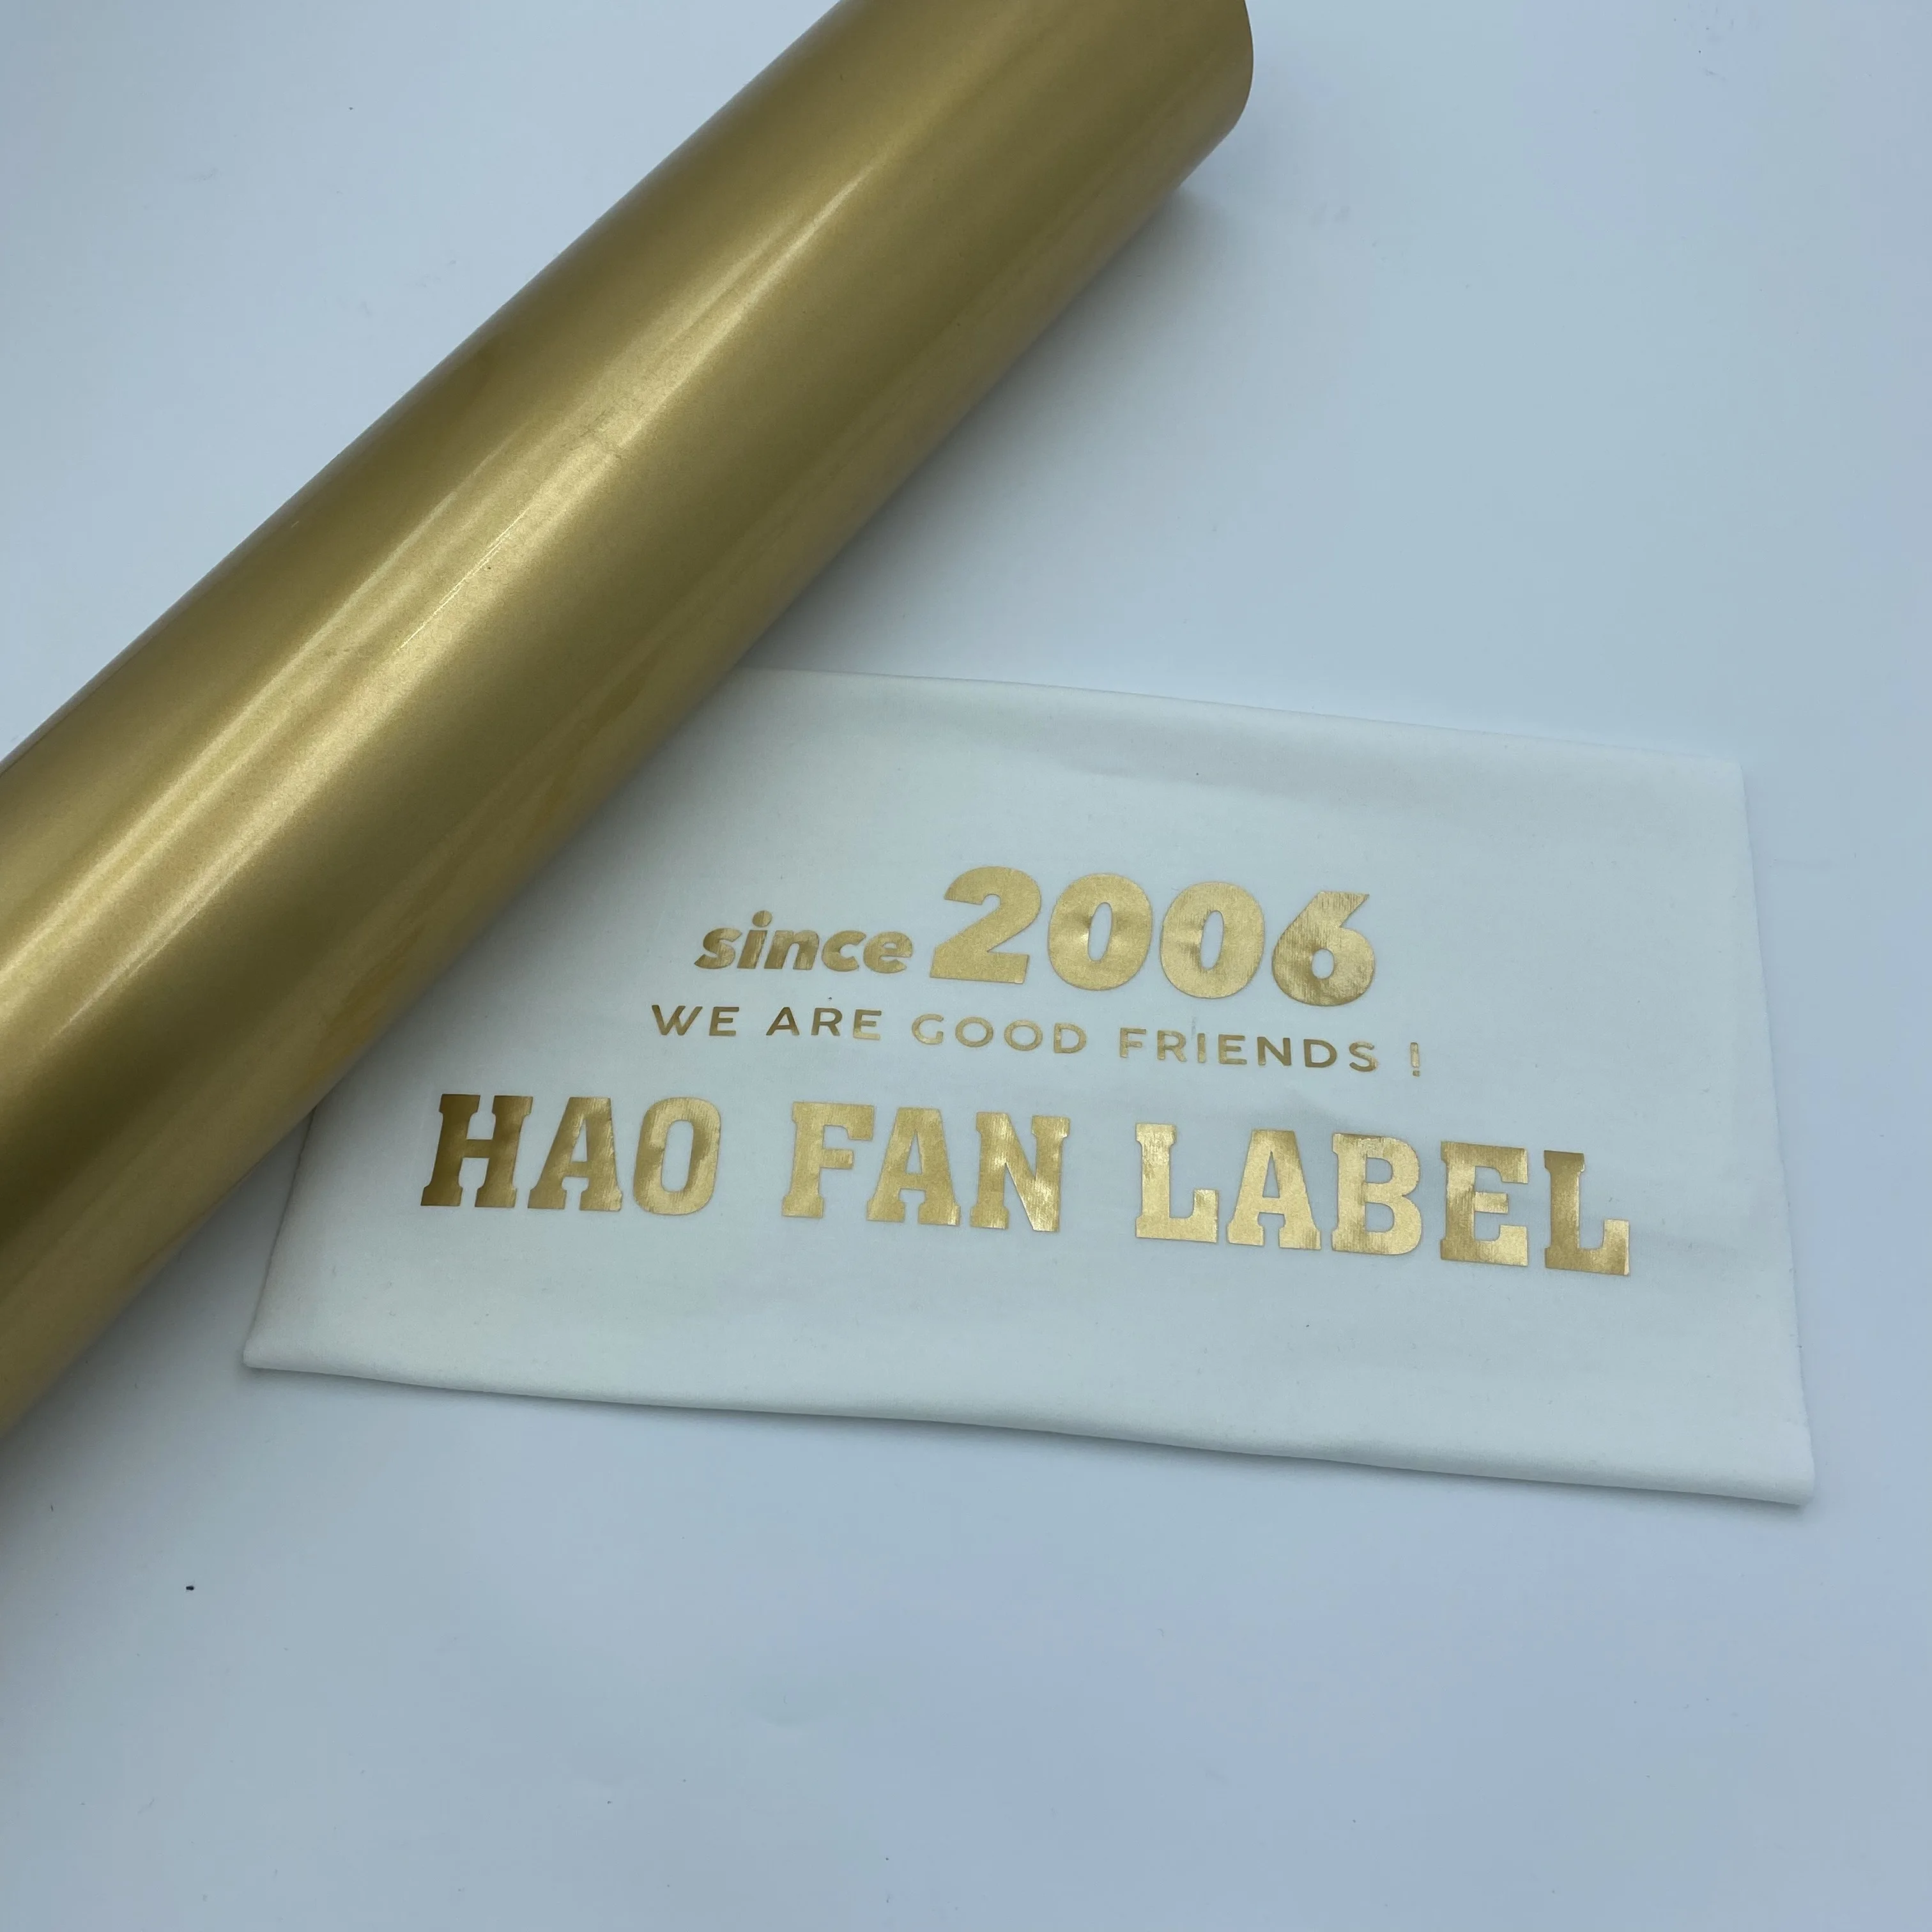 since 2006
WE ARE GOOD FRIENDS !
HAO FAN LABEL